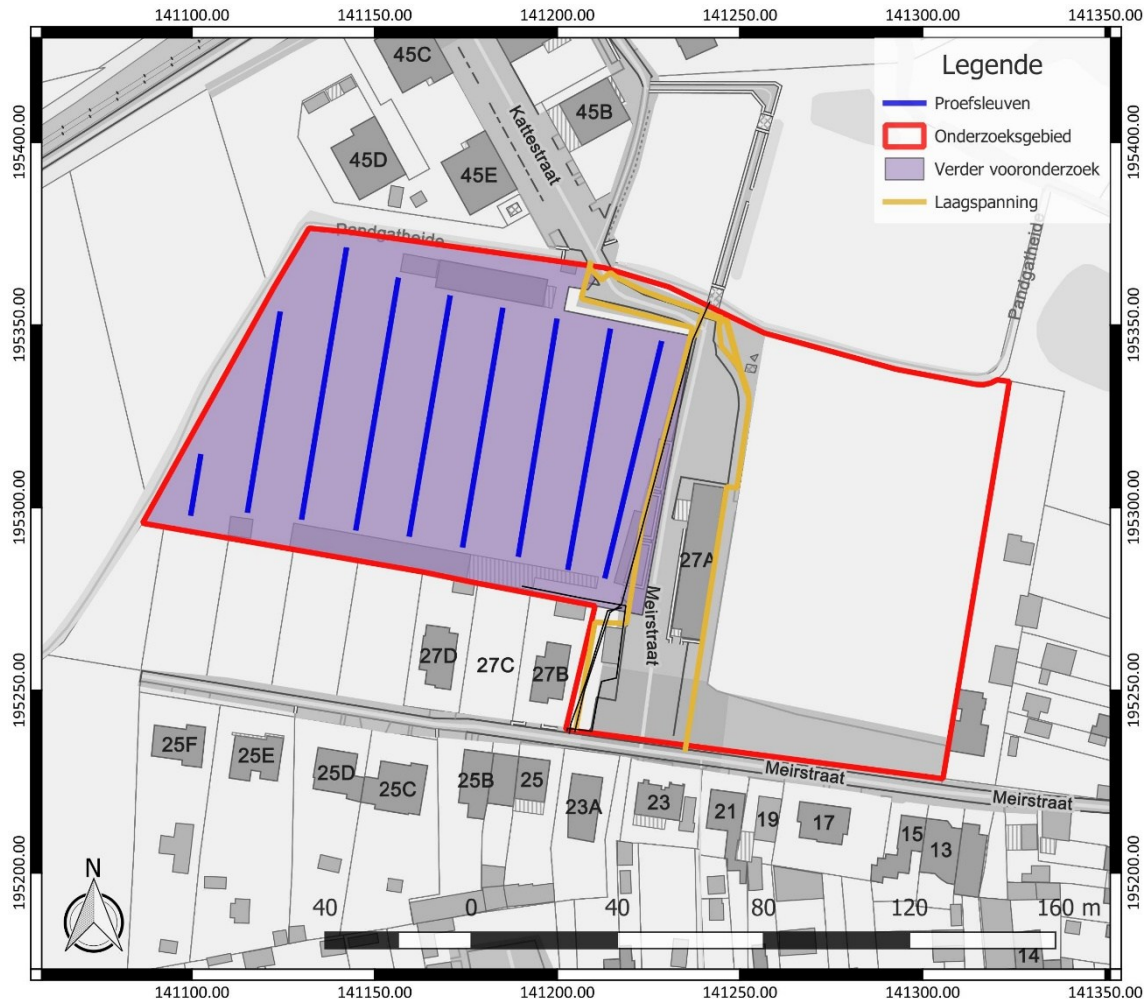 141100.00 141150.00 141200.00 141250.00 141300.00 141350.00
195400.00
195350.00
195300.00
195250.00
195200.00
195400.00
195350.00
195300.00
195250.00
195200.00
Legende
Proefsleuven
Onderzoeksgebied
Verder vooronderzoek
Laagspanning
45C
45B
45D
45E
Kattestraat
Pandgatheide
Pandgatheide
27A
Meirstraat
27D
27C
27B
25F
25E
25D
25C
25B
25
23A
23
21
19
17
15
13
Meirstraat
Meirstraat
14
N
40 0 40 80 120 160 m
141100.00 141150.00 141200.00 141250.00 141300.00 141350.00